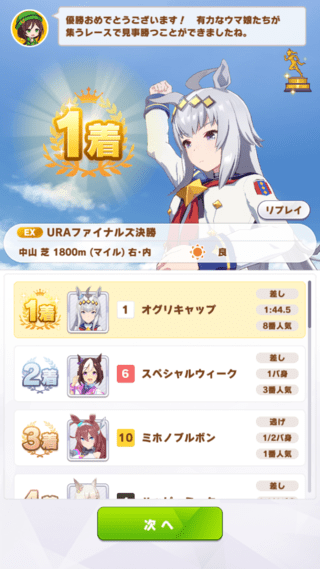 優勝おめでとうございます！　有力なウマ娘たちが
集うレースで見事勝つことができましたね。
1着
リプレイ
EX URAファイナルズ決勝
中山 芝 1800m（マイル）右・内 良
差し
1着 1 オグリキャップ 1:44.5
8番人気
差し
2着 6 スペシャルウィーク 1バ身
3番人気
逃げ
3着 10 ミホノブルボン 1/2バ身
1番人気
差し
次へ